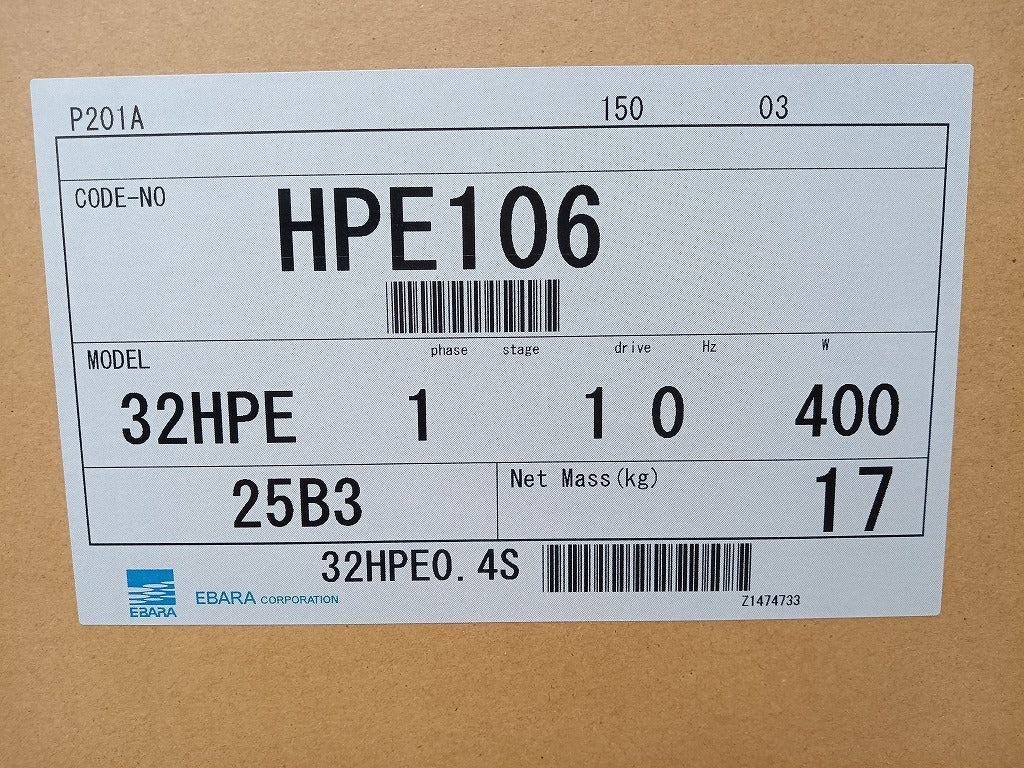 P201A 150 03
CODE-NO
HPE106
MODEL phase stage drive Hz W
32HPE 1 1 0 400
25B3 Net Mass(kg) 17
32HPE0.4S
Z1474733
EBARA EBARA CORPORATION